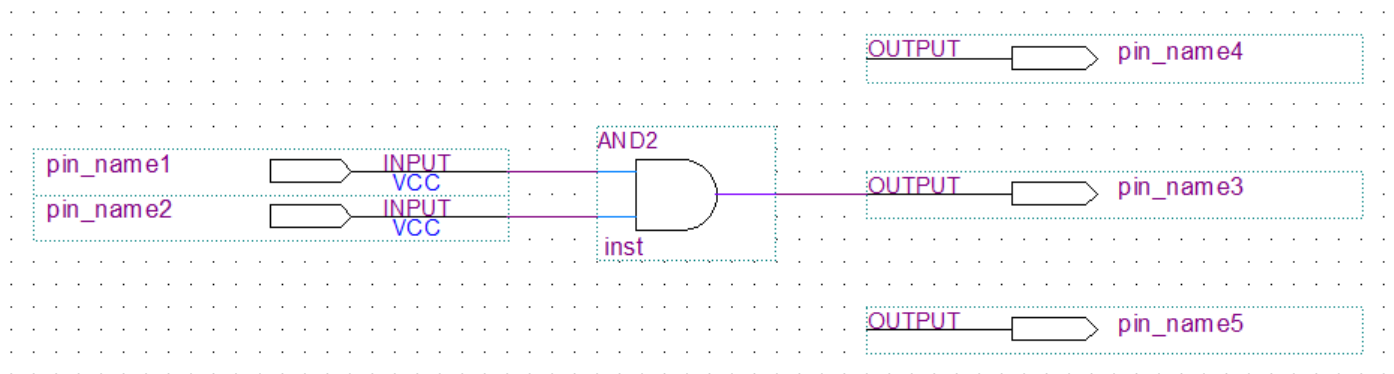 OUTPUT pin_name4
AND2
pin_name1 INPUT
VCC
OUTPUT pin_name3
pin_name2 INPUT
VCC
inst
OUTPUT pin_name5